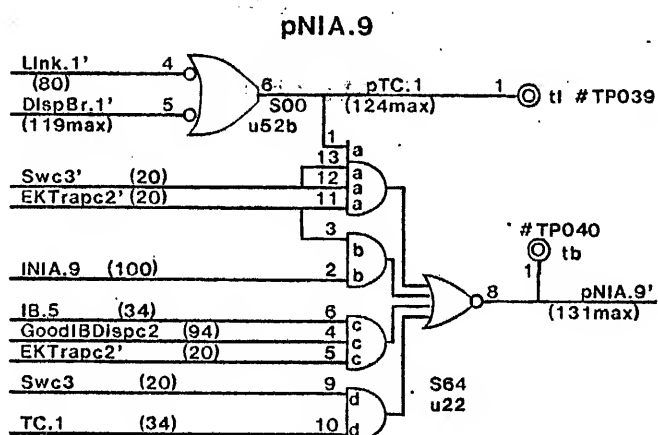 pNIA.9
Link.1' 4
(80)
DispBr.1' 5
(119max)
6
S00
u52b
pTC.1
(124max)
1
tl #TP039
1
a
13
a
Swc3' (20) 12
a
EKTrapc2' (20) 11
a
3
b
INIA.9 (100) 2
b
#TP040
1
tb
IB.5 (34) 6
c
GoodIBDispc2 (94) 4
c
EKTrapc2' (20) 5
c
8
pNIA.9'
(131max)
Swc3 (20) 9
d
S64
u22
TC.1 (34) 10
d